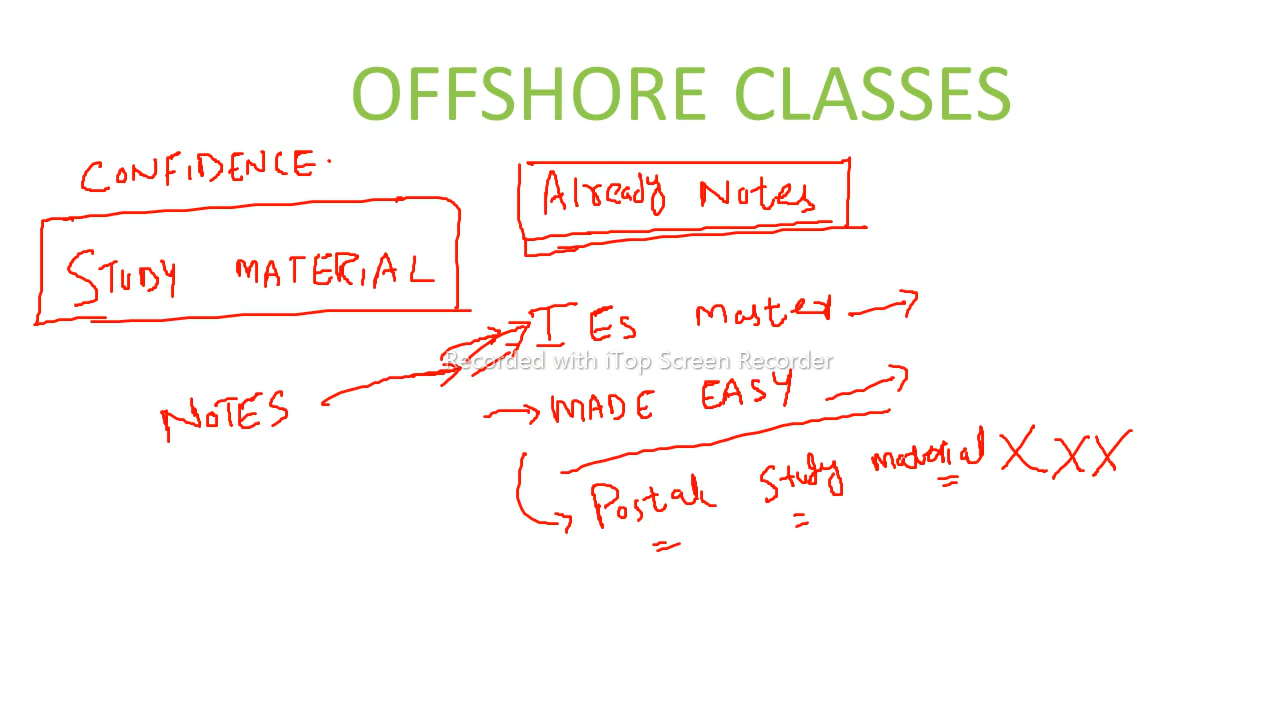 OFFSHORE CLASSES
CONFIDENCE.
Already Notes
STUDY MATERIAL
IES Master
Recorded with iTop Screen Recorder
NOTES
MADE EASY
Postal Study material XXX